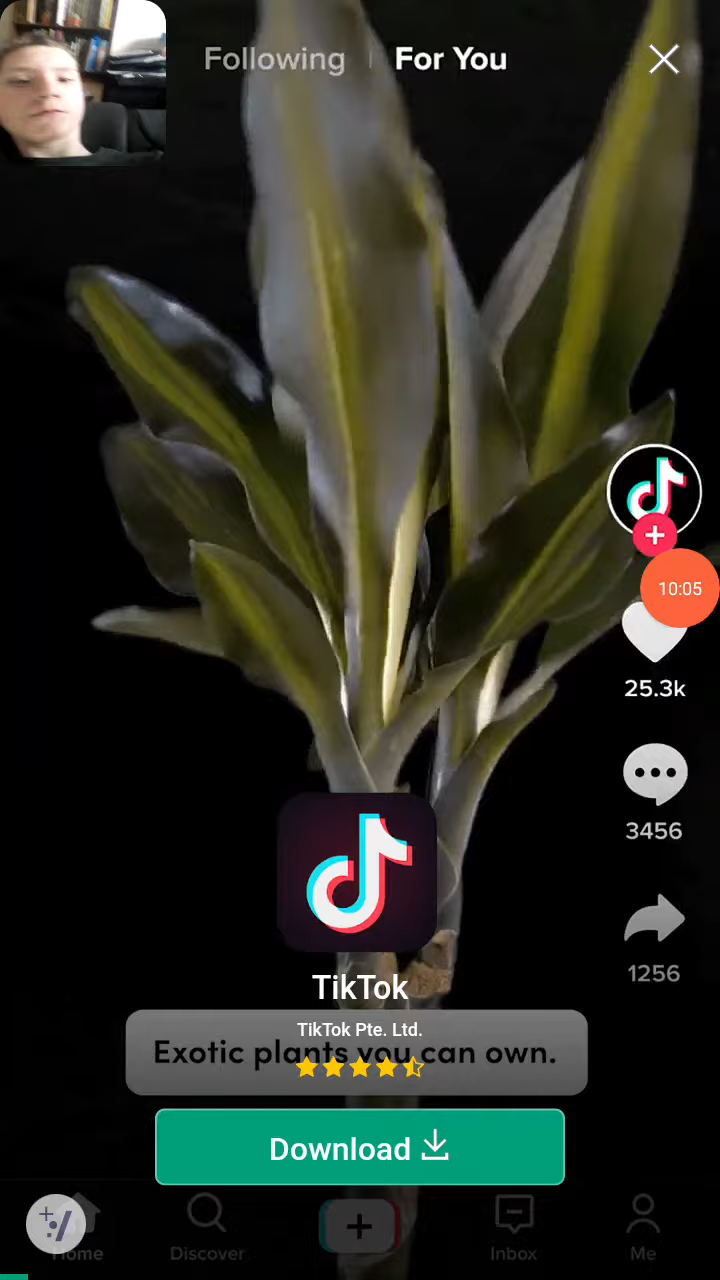 Following For You
10:05
25.3k
3456
1256
TikTok
TikTok Pte. Ltd.
Exotic plants you can own.
Download
Home Discover Inbox Me